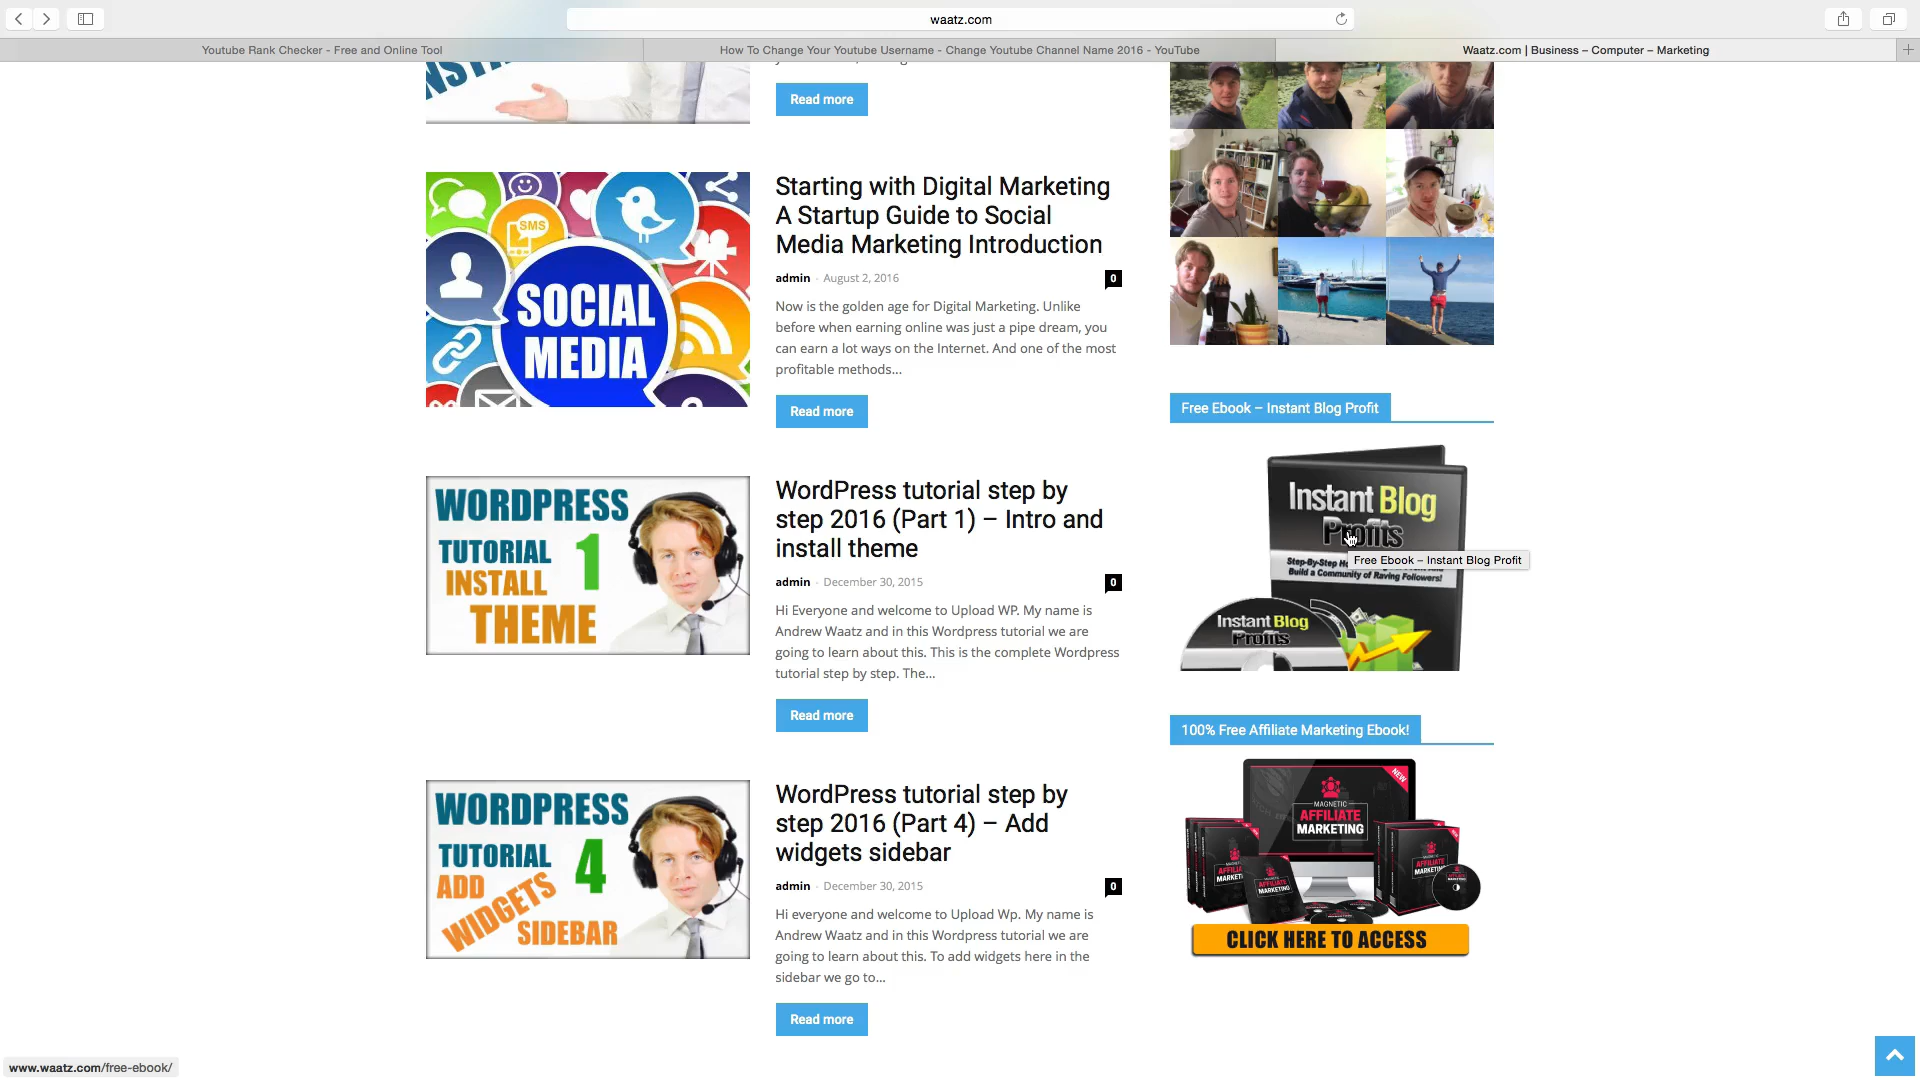 waatz.com
Youtube Rank Checker - Free and Online Tool
How To Change Your Youtube Username - Change Youtube Channel Name 2016 - YouTube
Waatz.com | Business – Computer – Marketing
Read more
SMS
SOCIAL
MEDIA
Starting with Digital Marketing
A Startup Guide to Social
Media Marketing Introduction
admin - August 2, 2016
0
Now is the golden age for Digital Marketing. Unlike
before when earning online was just a pipe dream, you
can earn a lot ways on the Internet. And one of the most
profitable methods...
Read more
WORDPRESS
TUTORIAL 1
INSTALL
THEME
WordPress tutorial step by
step 2016 (Part 1) – Intro and
install theme
admin - December 30, 2015
0
Hi Everyone and welcome to Upload WP. My name is
Andrew Waatz and in this Wordpress tutorial we are
going to learn about this. This is the complete Wordpress
tutorial step by step. The...
Read more
WORDPRESS
TUTORIAL 4
ADD
WIDGETS
SIDEBAR
WordPress tutorial step by
step 2016 (Part 4) – Add
widgets sidebar
admin - December 30, 2015
0
Hi everyone and welcome to Upload Wp. My name is
Andrew Waatz and in this Wordpress tutorial we are
going to learn about this. To add widgets here in the
sidebar we go to...
Read more
Free Ebook – Instant Blog Profit
Instant Blog
Profits
Free Ebook – Instant Blog Profit
Build a Community of Raving Followers!
Instant Blog
Profits
100% Free Affiliate Marketing Ebook!
NEW
MAGNETIC
AFFILIATE
MARKETING
AFFILIATE
MARKETING
CLICK HERE TO ACCESS
www.waatz.com/free-ebook/